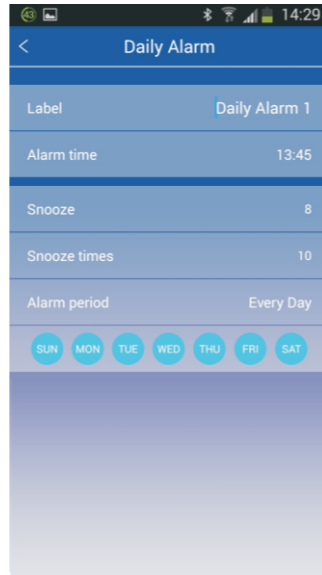 43 14:29
< Daily Alarm
Label Daily Alarm 1
Alarm time 13:45
Snooze 8
Snooze times 10
Alarm period Every Day
SUN MON TUE WED THU FRI SAT